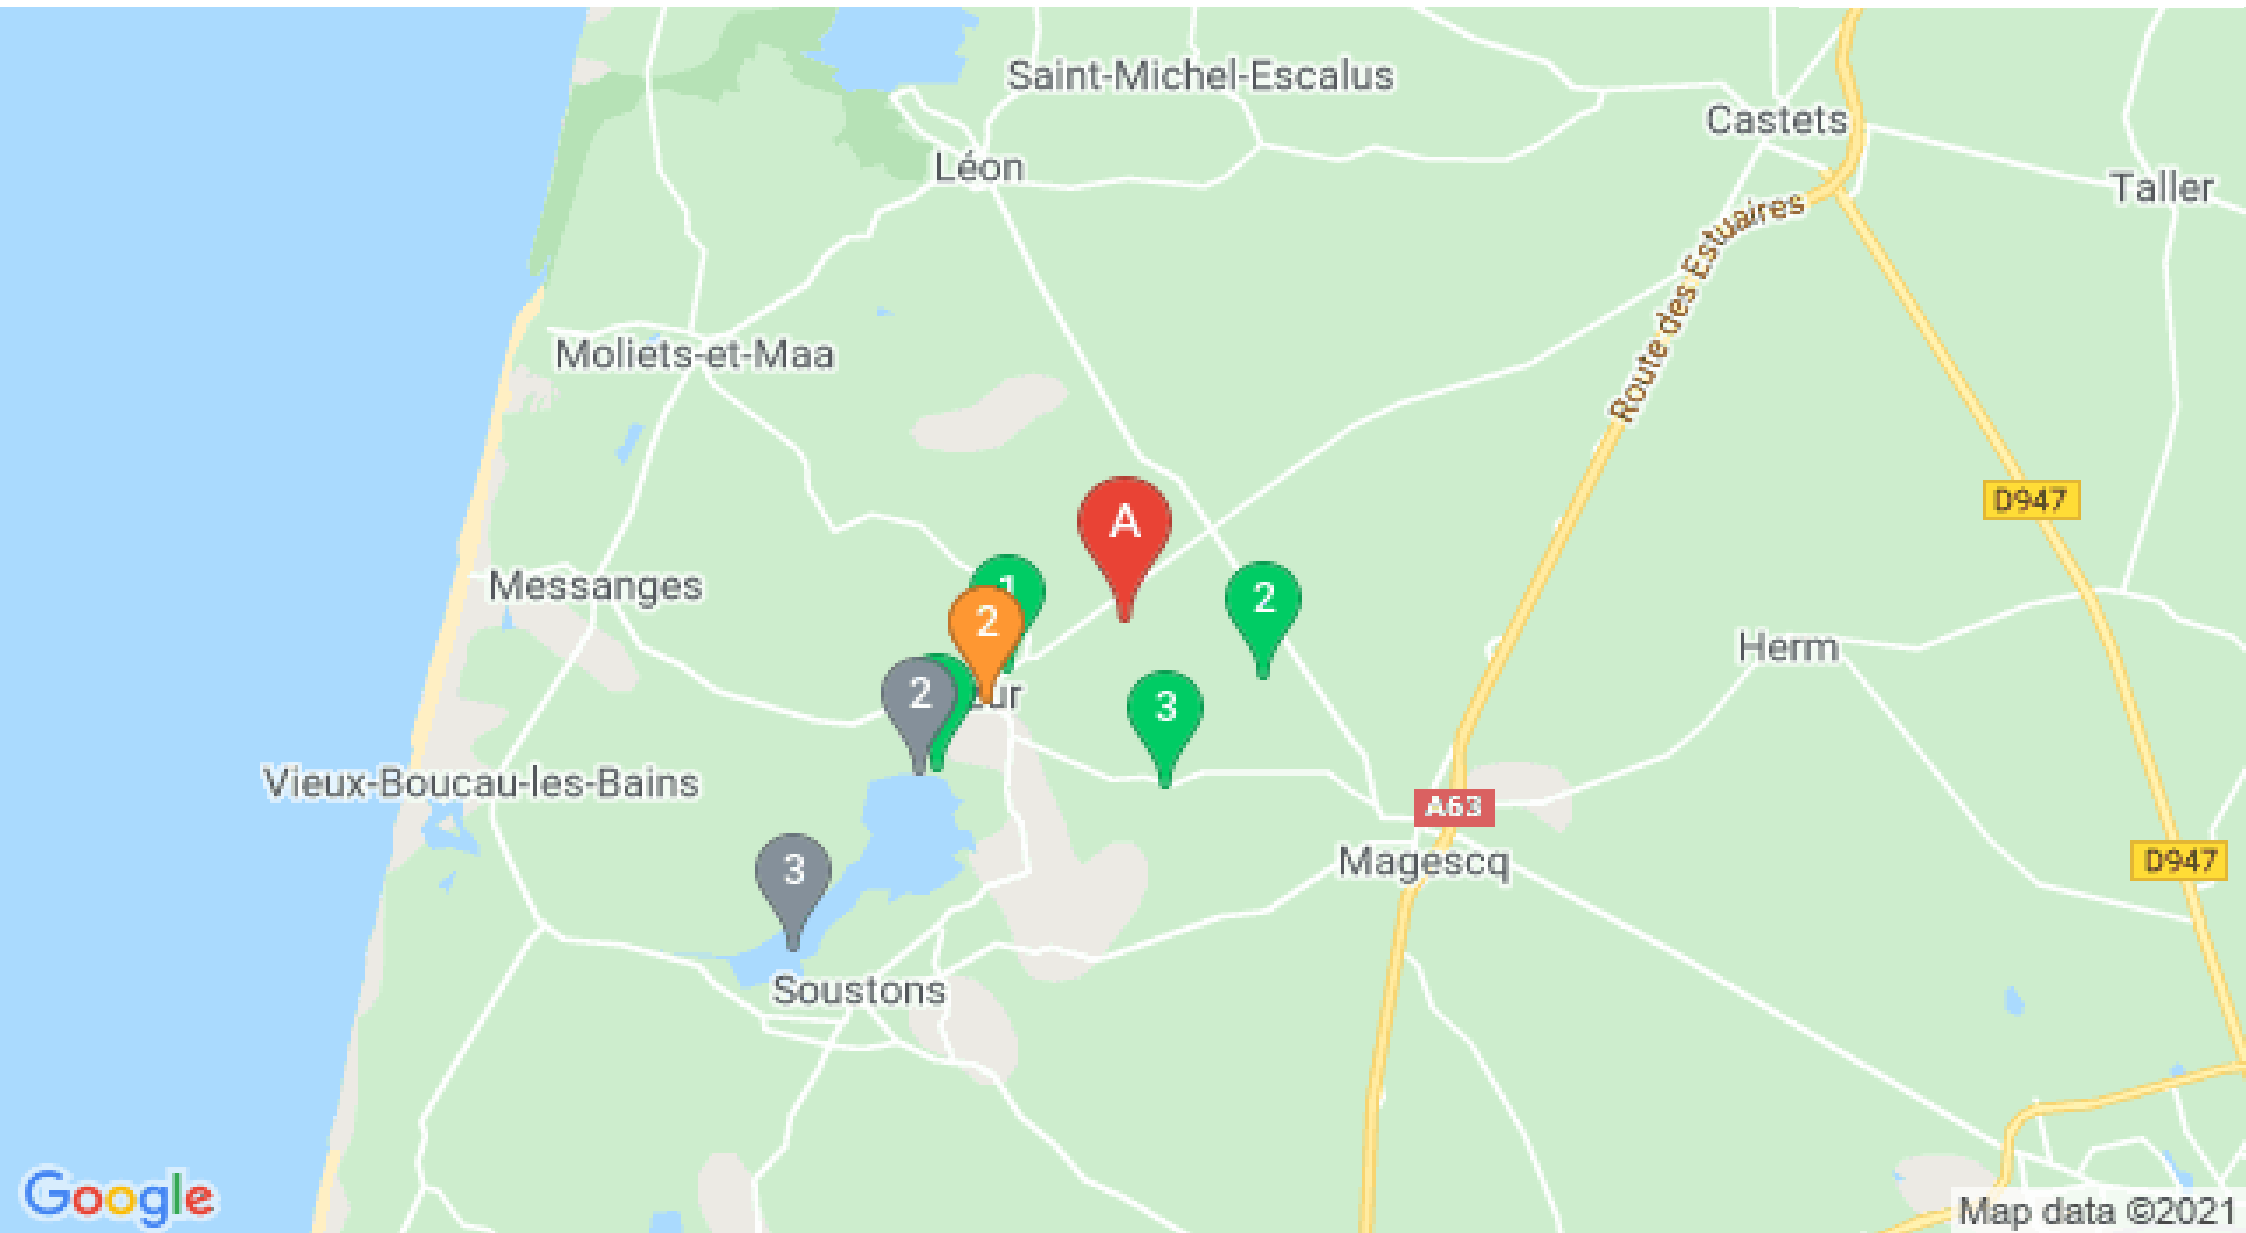 Saint-Michel-Escalus
Castets
Léon
Taller
Route des Estuaires
Moliets-et-Maa
D947
A
Messanges
1
2
2
Herm
2
3
Vieux-Boucau-les-Bains
A63
Magescq
D947
3
Soustons
Google
Map data ©2021